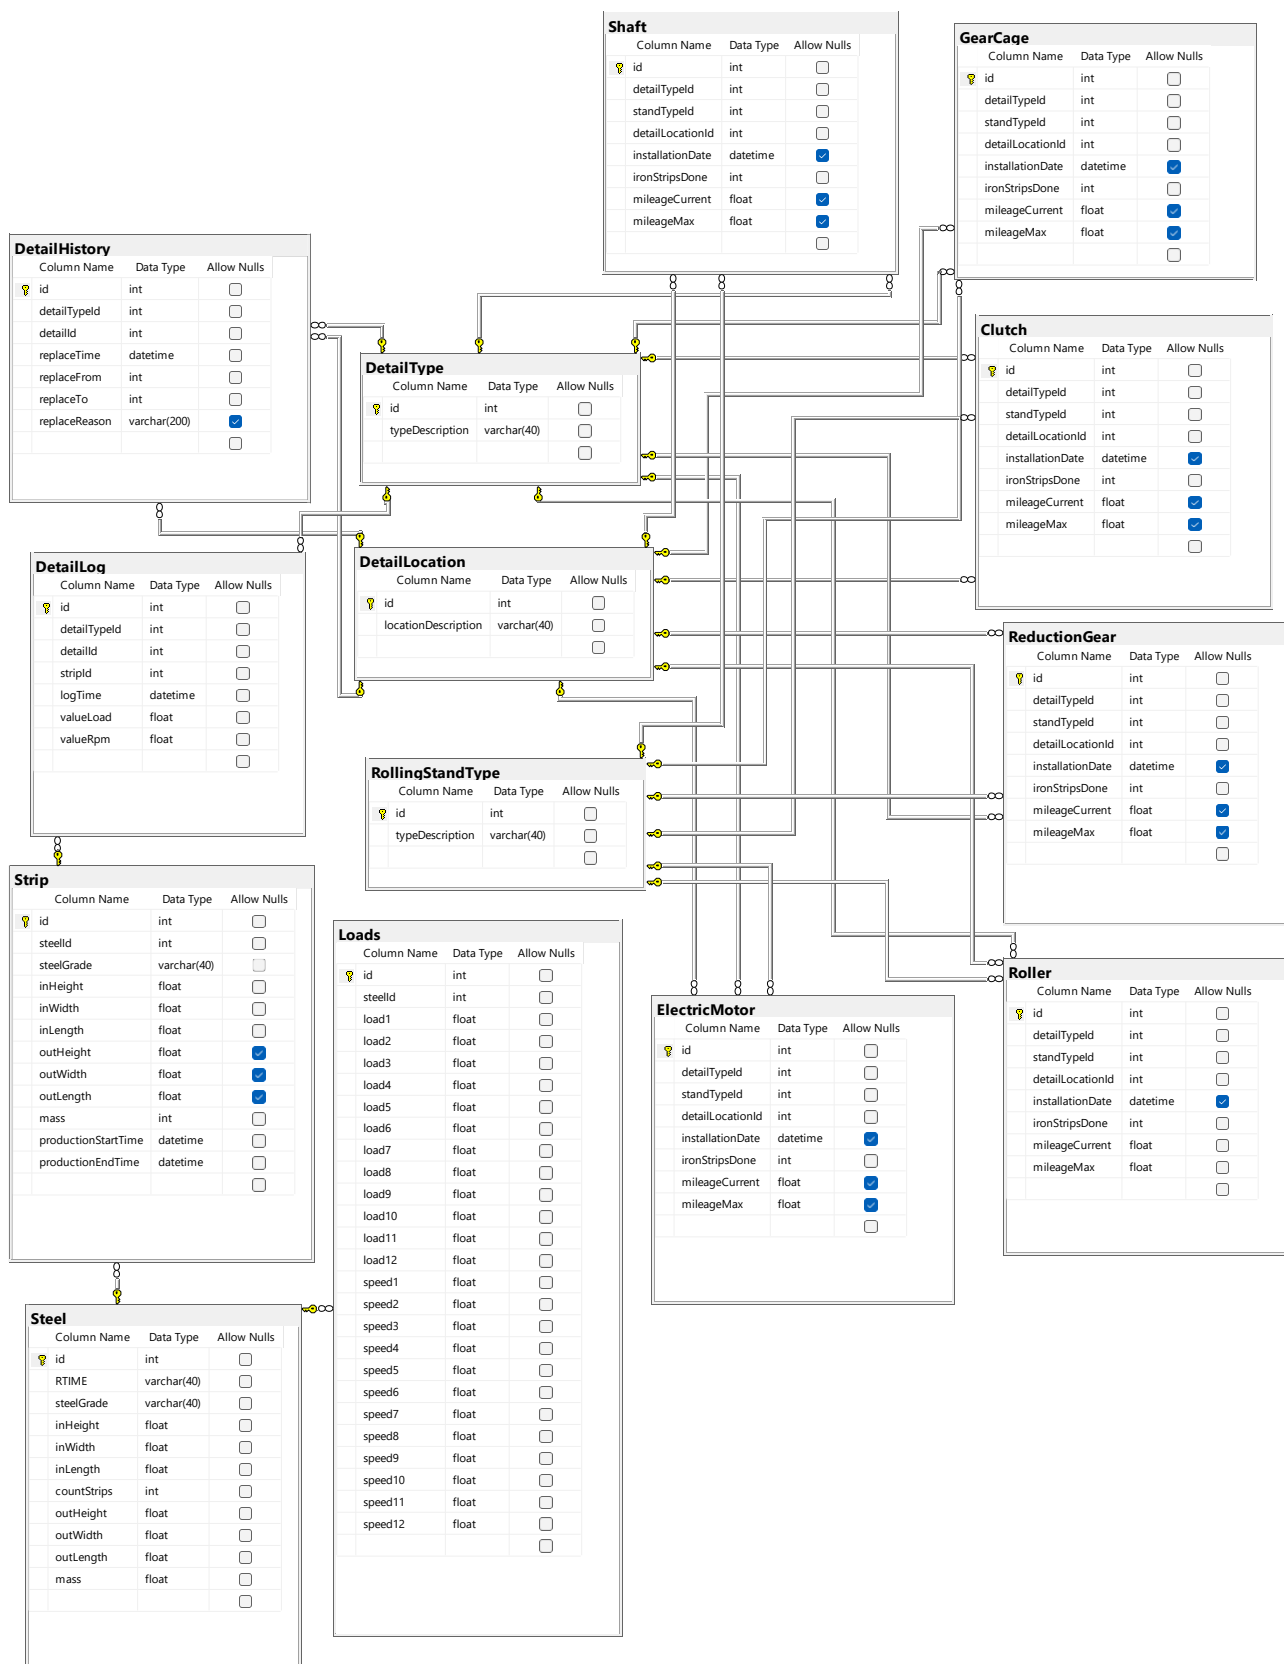 Shaft
Column Name Data Type Allow Nulls
id int
detailTypeId int
standTypeId int
detailLocationId int
installationDate datetime
ironStripsDone int
mileageCurrent float
mileageMax float
GearCage
Column Name Data Type Allow Nulls
id int
detailTypeId int
standTypeId int
detailLocationId int
installationDate datetime
ironStripsDone int
mileageCurrent float
mileageMax float
DetailHistory
Column Name Data Type Allow Nulls
id int
detailTypeId int
detailId int
replaceTime datetime
replaceFrom int
replaceTo int
replaceReason varchar(200)
DetailType
Column Name Data Type Allow Nulls
id int
typeDescription varchar(40)
Clutch
Column Name Data Type Allow Nulls
id int
detailTypeId int
standTypeId int
detailLocationId int
installationDate datetime
ironStripsDone int
mileageCurrent float
mileageMax float
DetailLog
Column Name Data Type Allow Nulls
id int
detailTypeId int
detailId int
stripId int
logTime datetime
valueLoad float
valueRpm float
DetailLocation
Column Name Data Type Allow Nulls
id int
locationDescription varchar(40)
ReductionGear
Column Name Data Type Allow Nulls
id int
detailTypeId int
standTypeId int
detailLocationId int
installationDate datetime
ironStripsDone int
mileageCurrent float
mileageMax float
RollingStandType
Column Name Data Type Allow Nulls
id int
typeDescription varchar(40)
Strip
Column Name Data Type Allow Nulls
id int
steelId int
steelGrade varchar(40)
inHeight float
inWidth float
inLength float
outHeight float
outWidth float
outLength float
mass int
productionStartTime datetime
productionEndTime datetime
Loads
Column Name Data Type Allow Nulls
id int
steelId int
load1 float
load2 float
load3 float
load4 float
load5 float
load6 float
load7 float
load8 float
load9 float
load10 float
load11 float
load12 float
speed1 float
speed2 float
speed3 float
speed4 float
speed5 float
speed6 float
speed7 float
speed8 float
speed9 float
speed10 float
speed11 float
speed12 float
ElectricMotor
Column Name Data Type Allow Nulls
id int
detailTypeId int
standTypeId int
detailLocationId int
installationDate datetime
ironStripsDone int
mileageCurrent float
mileageMax float
Roller
Column Name Data Type Allow Nulls
id int
detailTypeId int
standTypeId int
detailLocationId int
installationDate datetime
ironStripsDone int
mileageCurrent float
mileageMax float
Steel
Column Name Data Type Allow Nulls
id int
RTIME varchar(40)
steelGrade varchar(40)
inHeight float
inWidth float
inLength float
countStrips int
outHeight float
outWidth float
outLength float
mass float